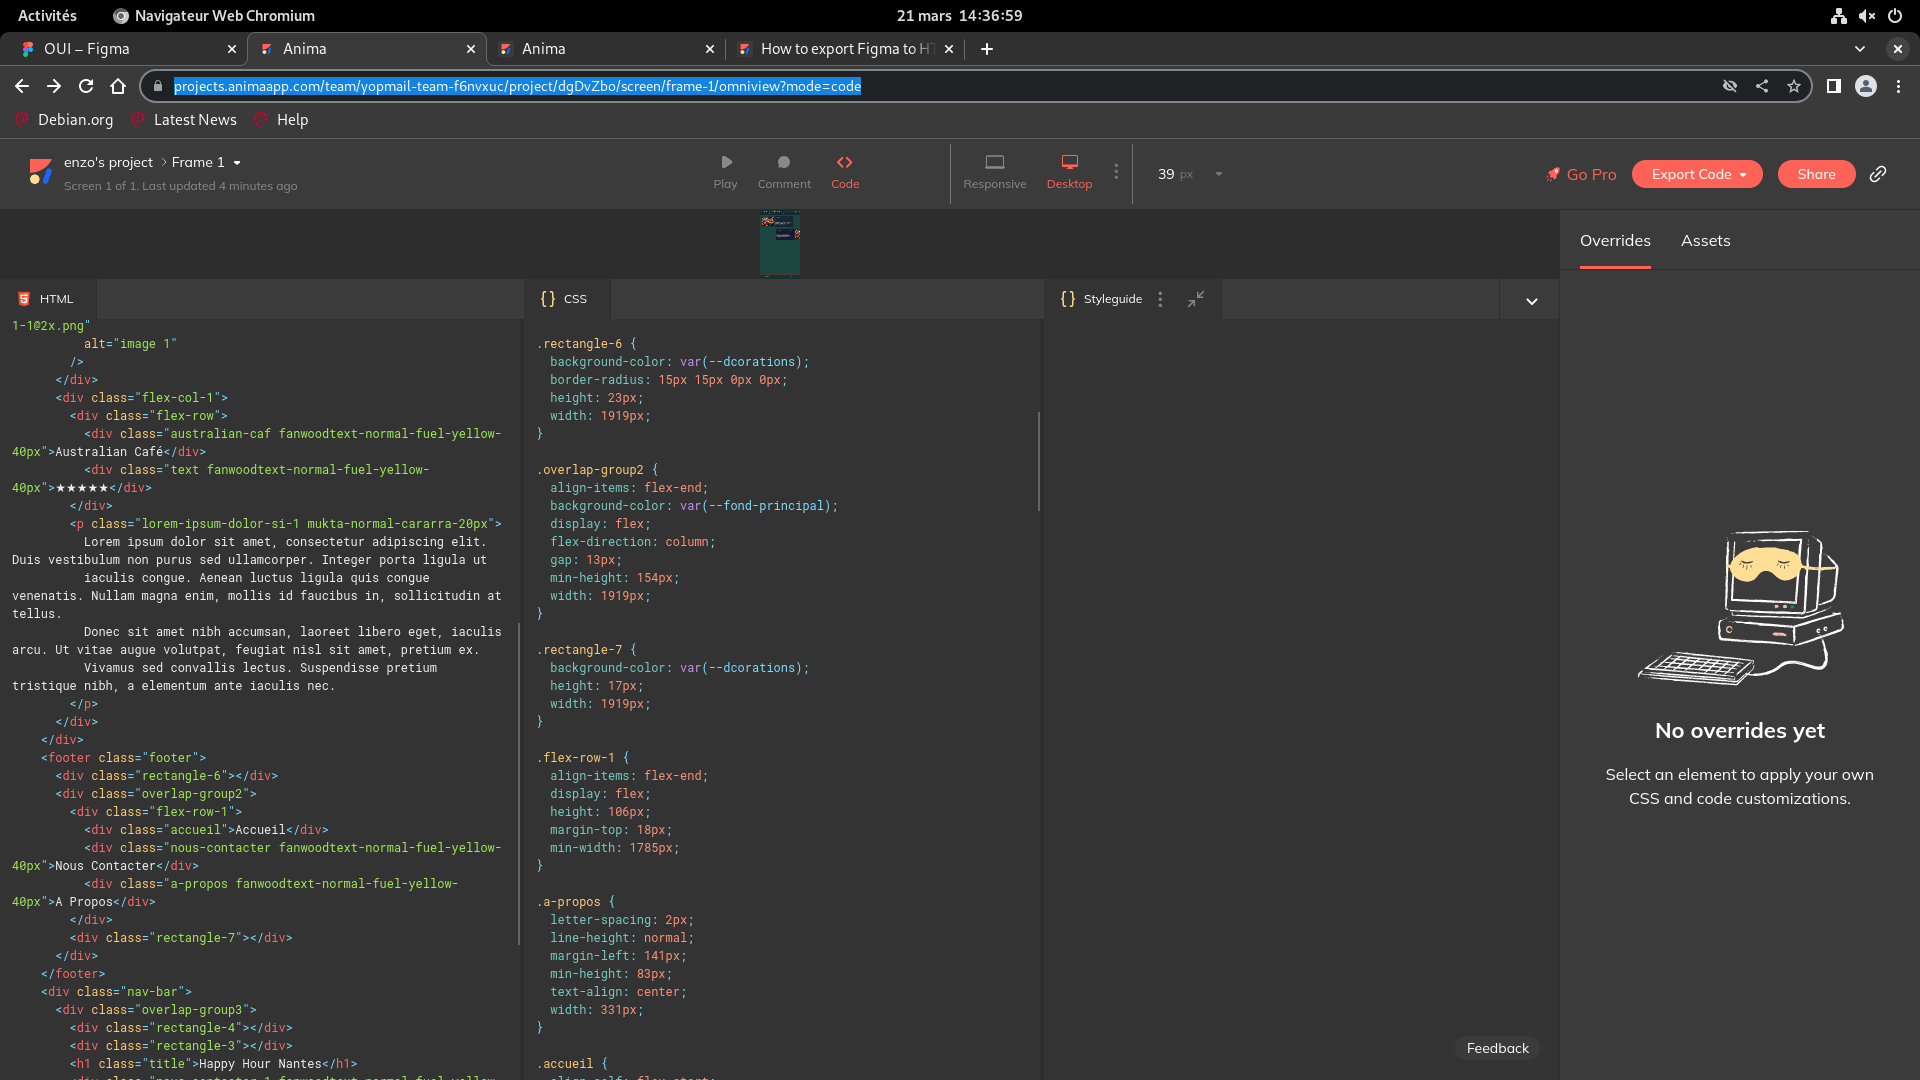 Activités
Navigateur Web Chromium
21 mars 14:36:59
OUI – Figma
Anima
Anima
How to export Figma to HT
projects.animaapp.com/team/yopmail-team-f6nvxuc/project/dgDvZbo/screen/frame-1/omniview?mode=code
Debian.org
Latest News
Help
enzo's project
Frame 1
Screen 1 of 1. Last updated 4 minutes ago
Play
Comment
Code
Responsive
Desktop
39 px
Go Pro
Export Code
Share
Overrides
Assets
HTML
1-1@2x.png"
alt="image 1"
/>
</div>
<div class="flex-col-1">
<div class="flex-row">
<div class="australian-caf fanwoodtext-normal-fuel-yellow-
40px">Australian Café</div>
<div class="text fanwoodtext-normal-fuel-yellow-
40px">★★★★★</div>
</div>
<p class="lorem-ipsum-dolor-si-1 mukta-normal-cararra-20px">
Lorem ipsum dolor sit amet, consectetur adipiscing elit.
Duis vestibulum non purus sed ullamcorper. Integer porta ligula ut
iaculis congue. Aenean luctus ligula quis congue
venenatis. Nullam magna enim, mollis id faucibus in, sollicitudin at
tellus.
Donec sit amet nibh accumsan, laoreet libero eget, iaculis
arcu. Ut vitae augue volutpat, feugiat nisl sit amet, pretium ex.
Vivamus sed convallis lectus. Suspendisse pretium
tristique nibh, a elementum ante iaculis nec.
</p>
</div>
</div>
<footer class="footer">
<div class="rectangle-6"></div>
<div class="overlap-group2">
<div class="flex-row-1">
<div class="accueil">Accueil</div>
<div class="nous-contacter fanwoodtext-normal-fuel-yellow-
40px">Nous Contacter</div>
<div class="a-propos fanwoodtext-normal-fuel-yellow-
40px">A Propos</div>
</div>
<div class="rectangle-7"></div>
</div>
</footer>
<div class="nav-bar">
<div class="overlap-group3">
<div class="rectangle-4"></div>
<div class="rectangle-3"></div>
<h1 class="title">Happy Hour Nantes</h1>
<div class="nous-contacter-1 fanwoodtext-normal-fuel-yellow-
{} CSS
.rectangle-6 {
background-color: var(--dcorations);
border-radius: 15px 15px 0px 0px;
height: 23px;
width: 1919px;
}
.overlap-group2 {
align-items: flex-end;
background-color: var(--fond-principal);
display: flex;
flex-direction: column;
gap: 13px;
min-height: 154px;
width: 1919px;
}
.rectangle-7 {
background-color: var(--dcorations);
height: 17px;
width: 1919px;
}
.flex-row-1 {
align-items: flex-end;
display: flex;
height: 106px;
margin-top: 18px;
min-width: 1785px;
}
.a-propos {
letter-spacing: 2px;
line-height: normal;
margin-left: 141px;
min-height: 83px;
text-align: center;
width: 331px;
}
.accueil {
align-self: flex-start;
{} Styleguide
No overrides yet
Select an element to apply your own
CSS and code customizations.
Feedback